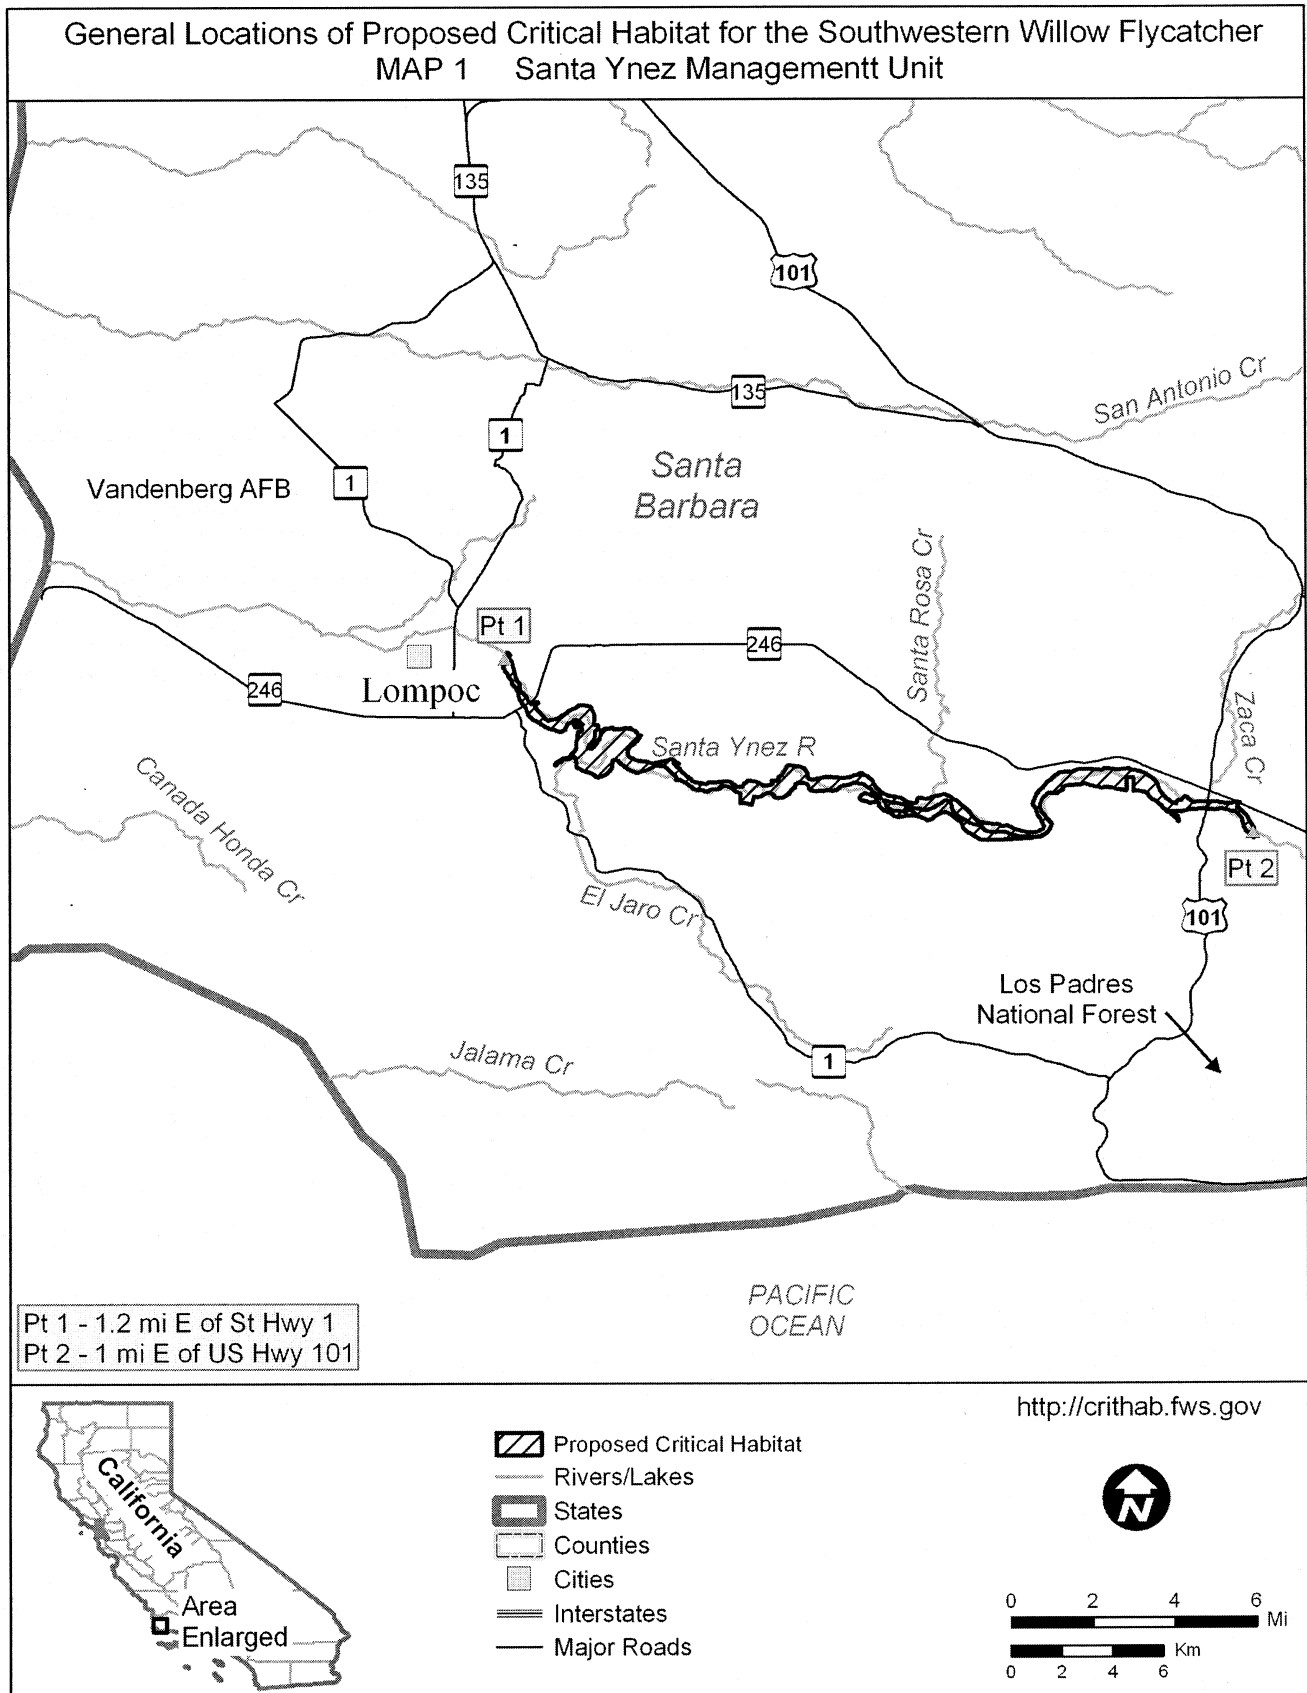 General Locations of Proposed Critical Habitat for the Southwestern Willow Flycatcher
MAP 1 Santa Ynez Managementt Unit
135
101
San Antonio Cr
135
1
Santa
Barbara
Vandenberg AFB
1
Santa Rosa Cr
Pt 1
246
Lompoc
246
Zaca Cr
Santa Ynez R
Canada Honda Cr
Pt 2
El Jaro Cr
101
Los Padres
National Forest
Jalama Cr
1
PACIFIC
OCEAN
Pt 1 - 1.2 mi E of St Hwy 1
Pt 2 - 1 mi E of US Hwy 101
http://crithab.fws.gov
California
Area
Enlarged
Proposed Critical Habitat
Rivers/Lakes
States
Counties
Cities
Interstates
Major Roads
N
0 2 4 6
Mi
Km
0 2 4 6